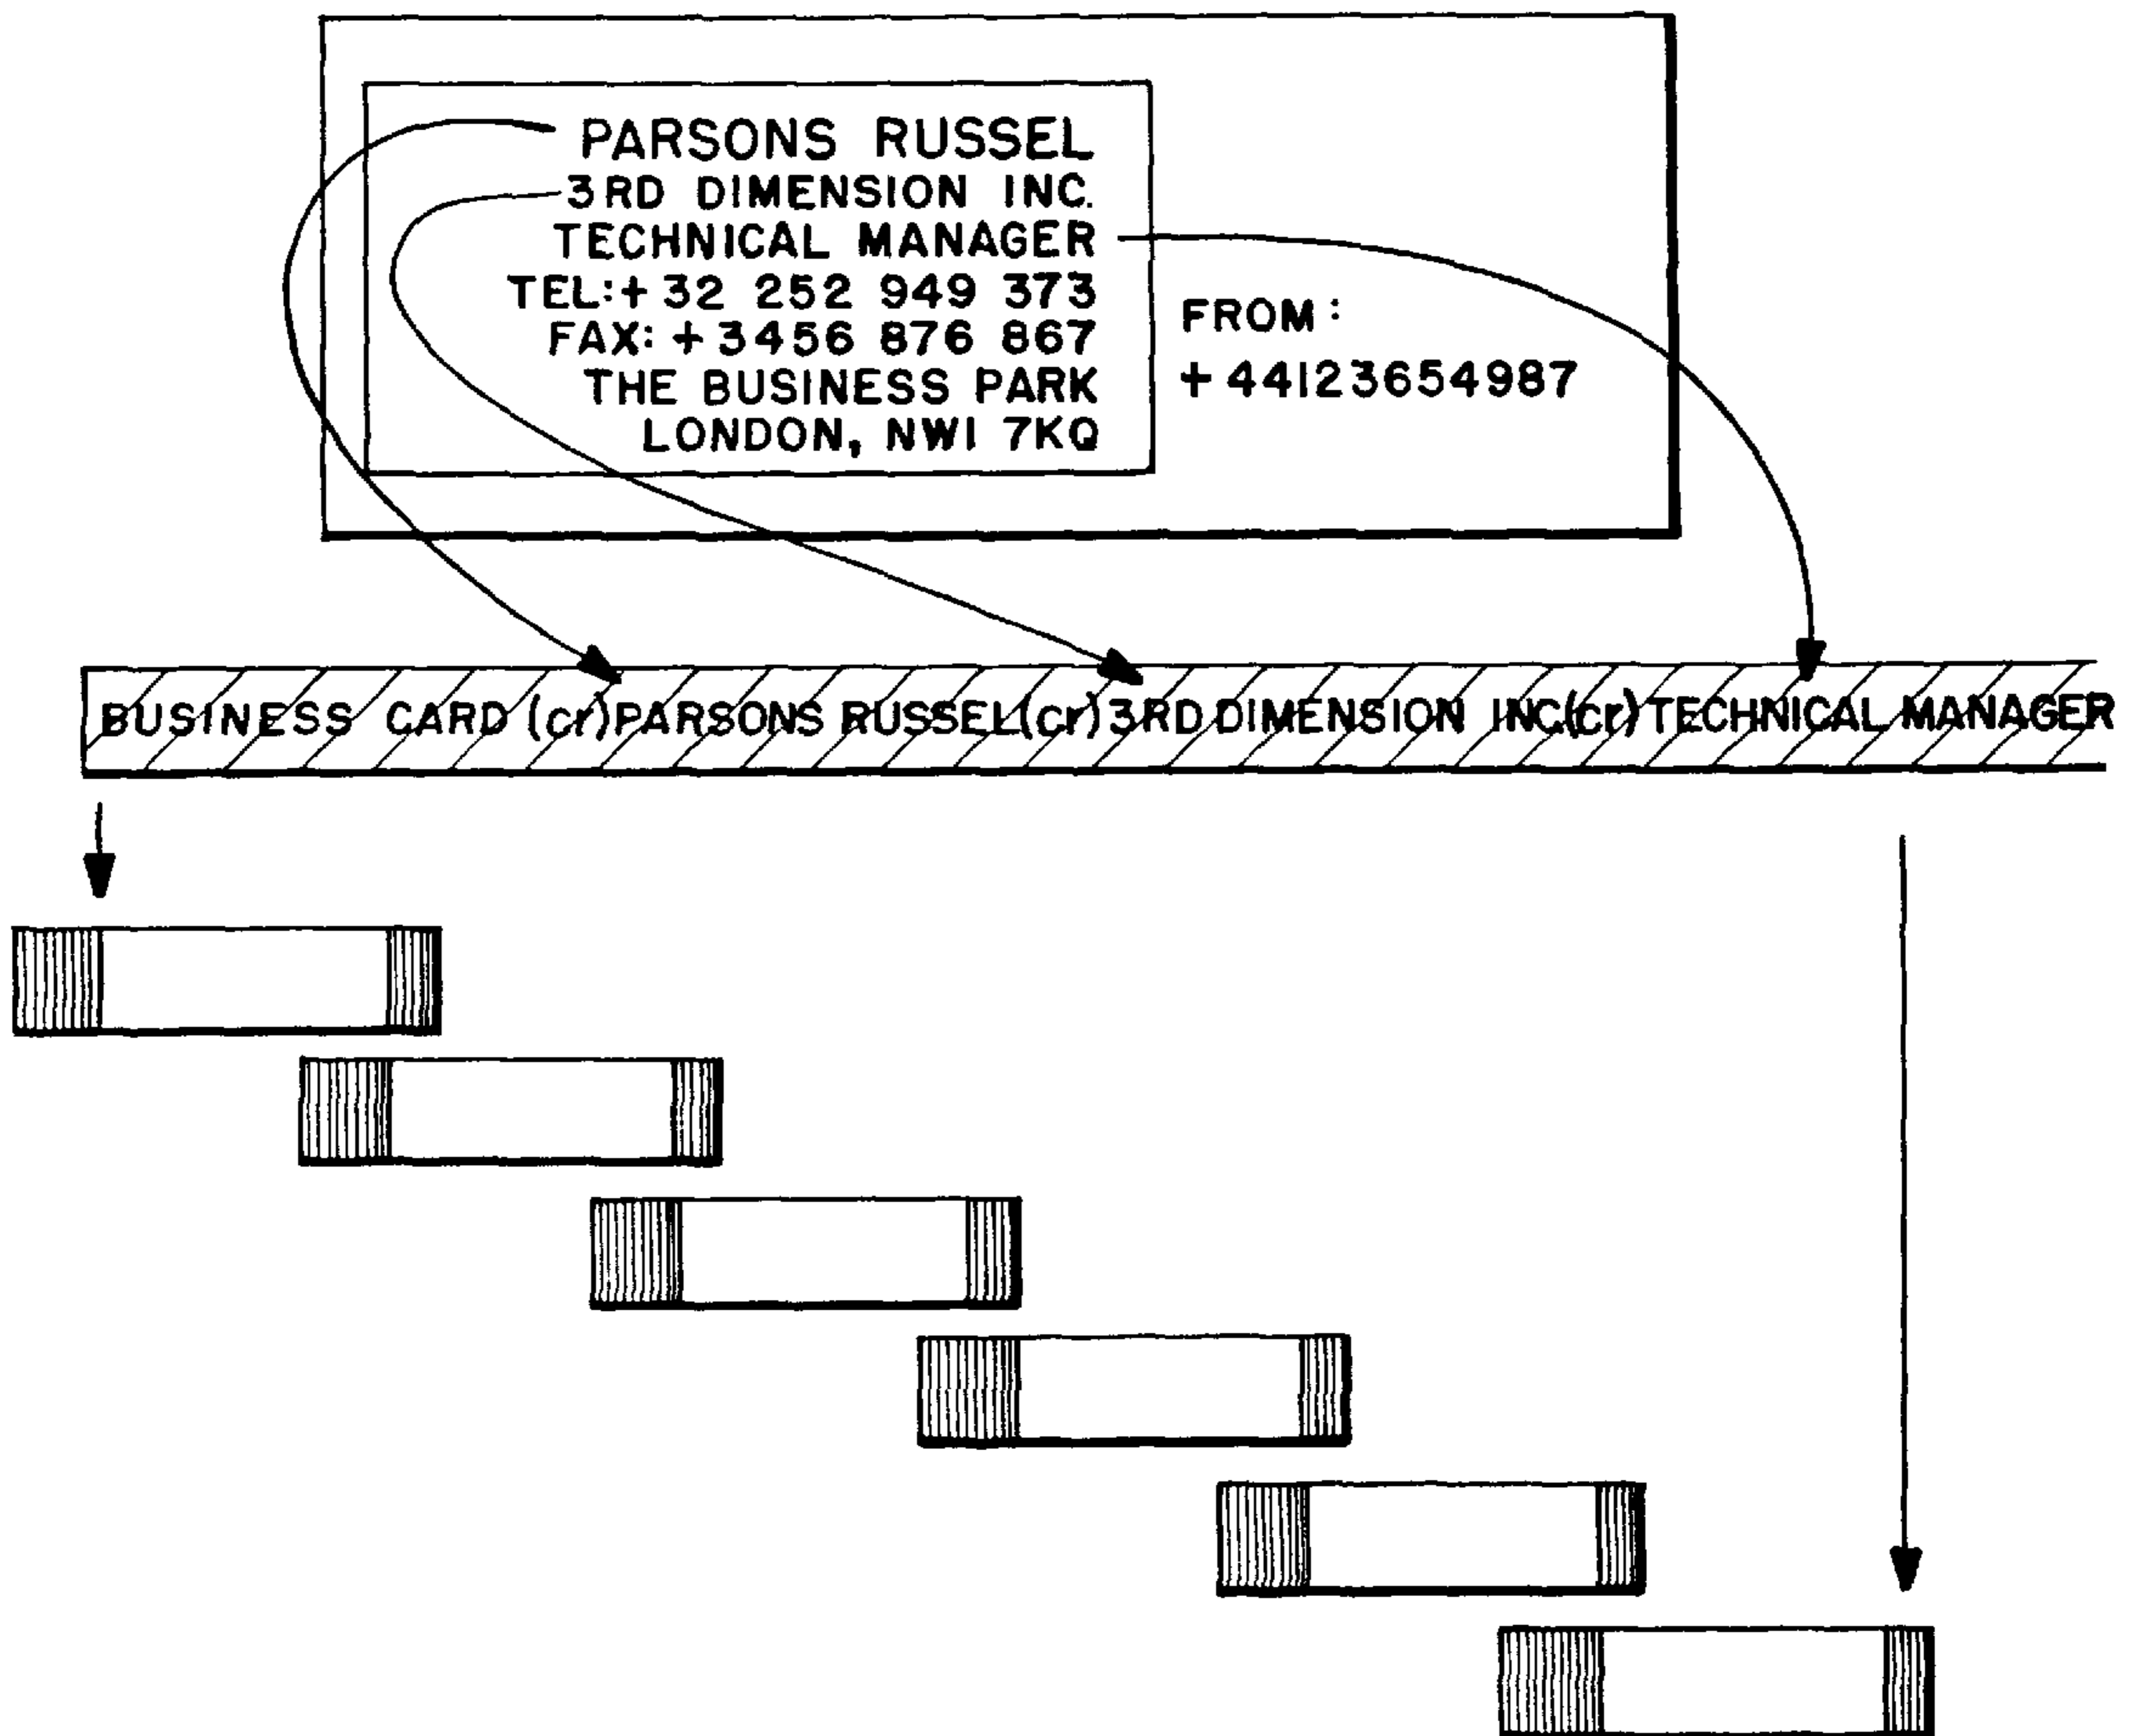 PARSONS RUSSEL
3RD DIMENSION INC.
TECHNICAL MANAGER
TEL:+32 252 949 373
FAX: +3456 876 867
THE BUSINESS PARK
LONDON, NW1 7KQ
FROM:
+44123654987
BUSINESS CARD (cr)PARSONS RUSSEL(cr)3RD DIMENSION INC(cr)TECHNICAL MANAGER